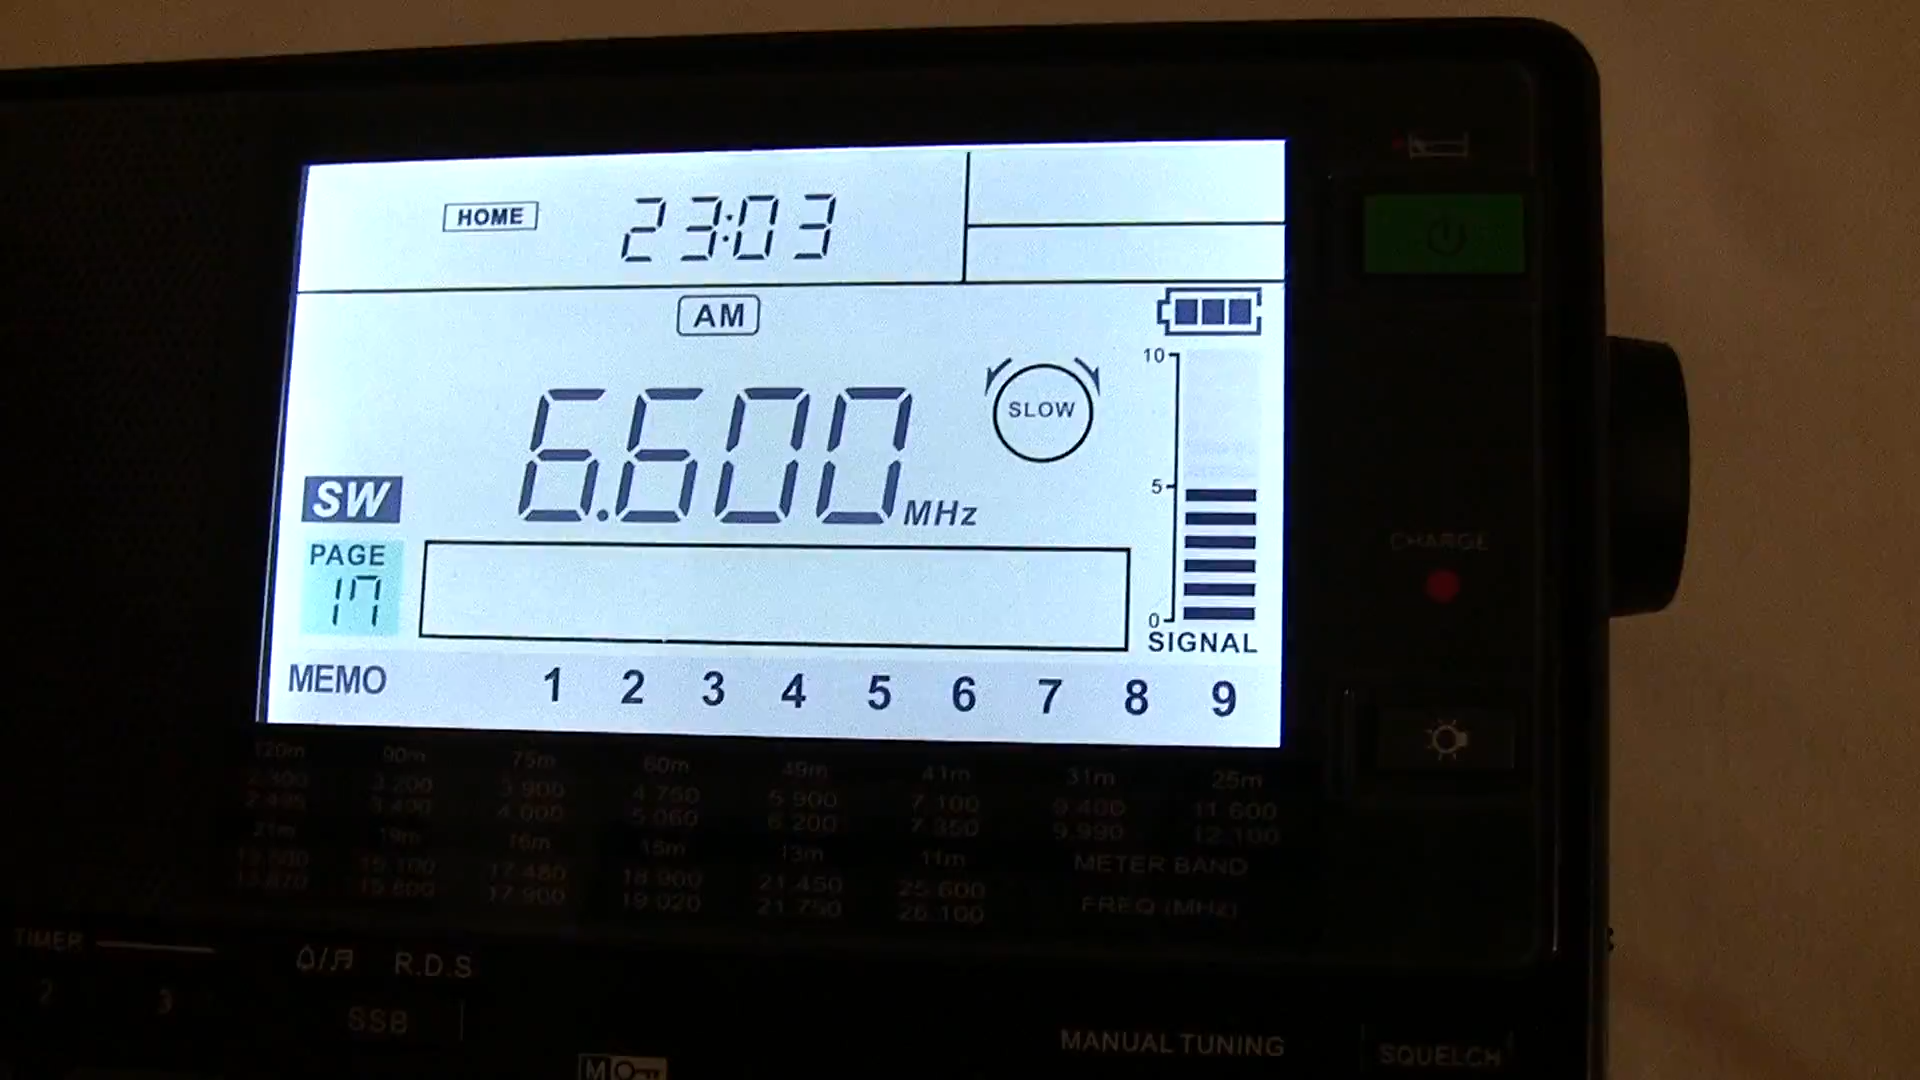 HOME 23:03
AM
10
SLOW
6.600 MHz
5
SW
PAGE
17
0
SIGNAL
MEMO 1 2 3 4 5 6 7 8 9
CHARGE
120m 90m 75m 60m 49m 41m 31m 25m
2.300 3.200 3.900 4.750 5.900 7.100 9.400 11.600
2.495 3.400 4.000 5.060 6.200 7.350 9.990 12.100
21m 19m 16m 15m 13m 11m METER BAND
15.100 17.480 18.900 21.450 25.600
13.870 15.800 17.900 19.020 21.750 26.100 FREQ (MHz)
TIMER
2 3
R.D.S
SSB
MANUAL TUNING
SQUELCH
M